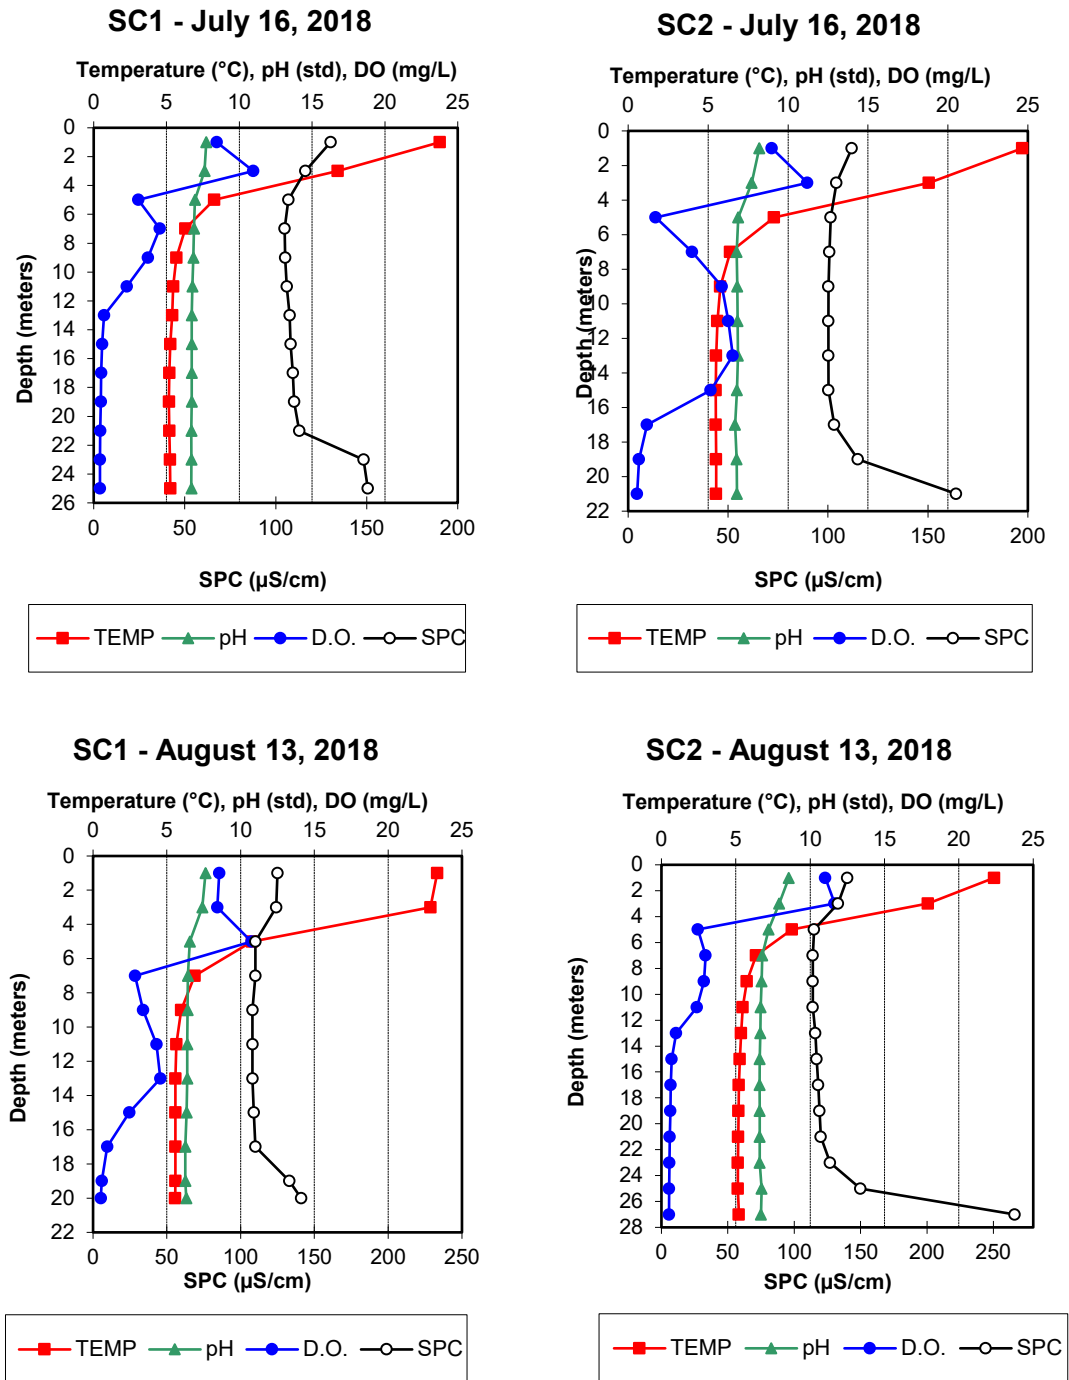 SC1 - July 16, 2018
Temperature (°C), pH (std), DO (mg/L)
0 5 10 15 20 25
0
2
4
6
8
10
12
14
16
18
20
22
24
26
Depth (meters)
0 50 100 150 200
SPC (µS/cm)
TEMP pH D.O. SPC
SC2 - July 16, 2018
Temperature (°C), pH (std), DO (mg/L)
0 5 10 15 20 25
0
2
4
6
8
10
12
14
16
18
20
22
Depth (meters)
0 50 100 150 200
SPC (µS/cm)
TEMP pH D.O. SPC
SC1 - August 13, 2018
Temperature (°C), pH (std), DO (mg/L)
0 5 10 15 20 25
0
2
4
6
8
10
12
14
16
18
20
22
Depth (meters)
0 50 100 150 200 250
SPC (µS/cm)
TEMP pH D.O. SPC
SC2 - August 13, 2018
Temperature (°C), pH (std), DO (mg/L)
0 5 10 15 20 25
0
2
4
6
8
10
12
14
16
18
20
22
24
26
28
Depth (meters)
0 50 100 150 200 250
SPC (µS/cm)
TEMP pH D.O. SPC